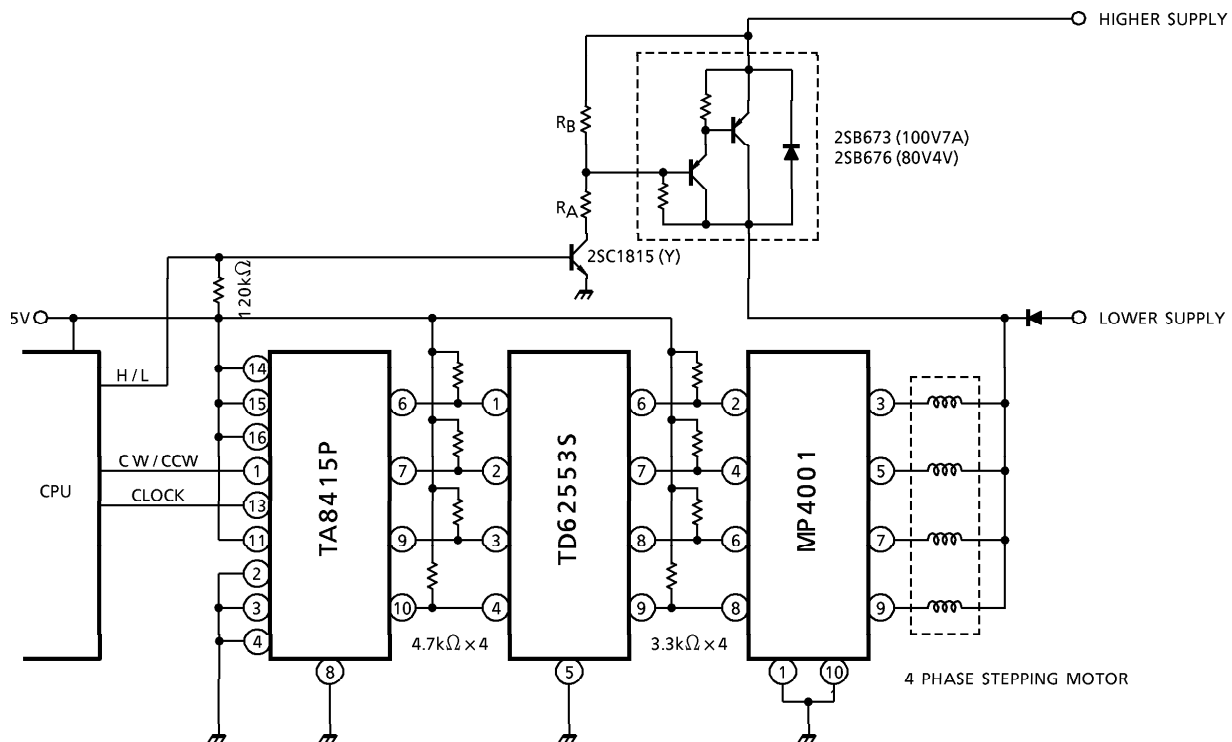 HIGHER SUPPLY
RB
2SB673 (100V7A)
2SB676 (80V4V)
RA
2SC1815 (Y)
120kΩ
5V
LOWER SUPPLY
H / L
14
15
16
6
1
6
2
3
CW / CCW
1
7
2
7
4
5
CPU
CLOCK
13
TA8415P
TD62553S
MP4001
11
9
3
8
6
7
2
3
10
4
9
8
9
4
4.7kΩ × 4
3.3kΩ × 4
8
5
1
10
4 PHASE STEPPING MOTOR